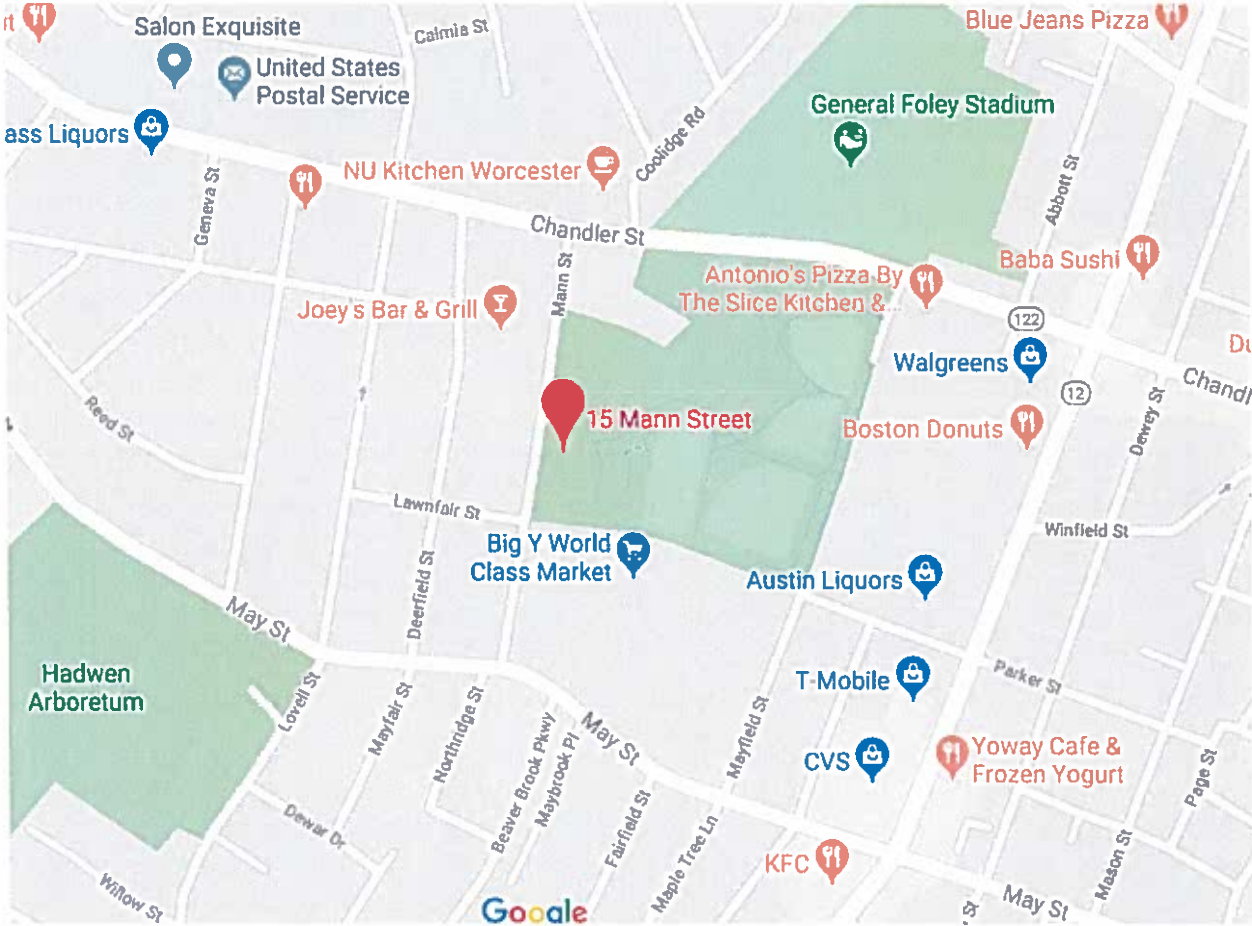 Salon Exquisite
Calmia St
Blue Jeans Pizza
United States
Postal Service
General Foley Stadium
ass Liquors
NU Kitchen Worcester
Coolidge Rd
Abbott St
Geneva St
Chandler St
Mann St
Baba Sushi
Antonio's Pizza By
The Slice Kitchen &...
Joey's Bar & Grill
122
Walgreens
Du
12
Chandl
15 Mann Street
Reed St
Boston Donuts
Dewey St
Lawnfair St
Winfield St
Big Y World
Class Market
Austin Liquors
May St
Deerfield St
Hadwen
Arboretum
Lovell St
Mayfair St
Northridge St
T-Mobile
Parker St
Beaver Brook Pkwy
Maybrook Pl
May St
Mayfield St
CVS
Yoway Cafe &
Frozen Yogurt
Page St
Dewar Dr
Fairfield St
Maple Tree Ln
KFC
Mason St
Willow St
Google
St
May St